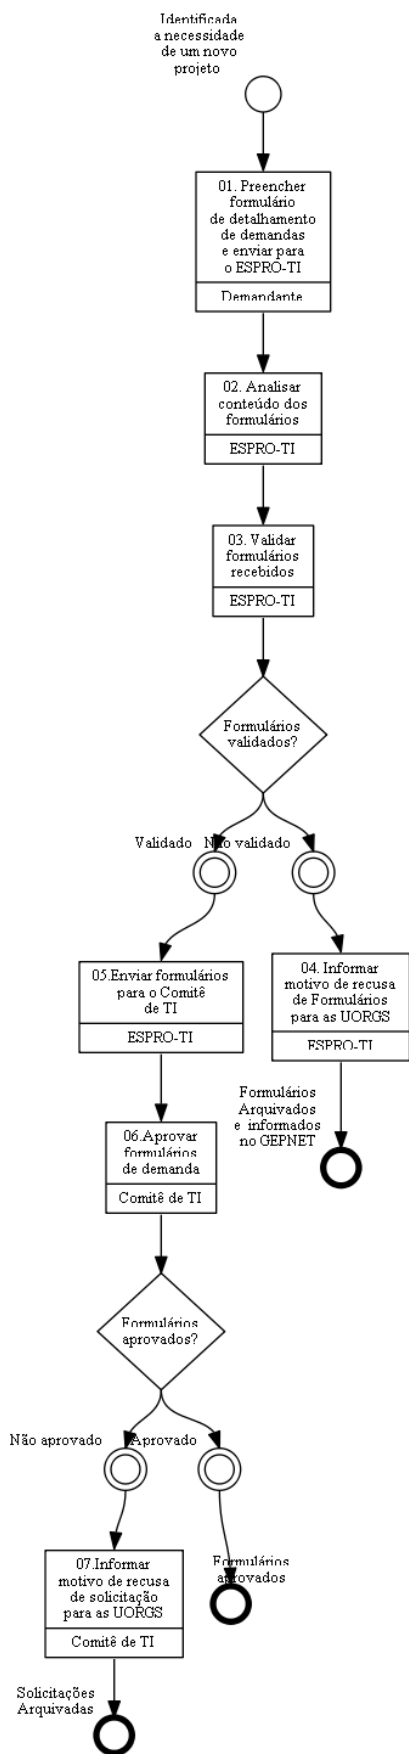 Identificada
a necessidade
de um novo
projeto
01. Preencher
formulário
de detalhamento
de demandas
e enviar para
o ESPRO-TI
Demandante
02. Analisar
conteúdo dos
formulários
ESPRO-TI
03. Validar
formulários
recebidos
ESPRO-TI
Formulários
validados?
Validado
Não validado
05.Enviar formulários
para o Comitê
de TI
ESPRO-TI
04. Informar
motivo de recusa
de Formulários
para as UORGS
ESPRO-TI
Formulários
Arquivados
e informados
no GEPNET
06.Aprovar
formulários
de demanda
Comitê de TI
Formulários
aprovados?
Não aprovado
Aprovado
07.Informar
motivo de recusa
de solicitação
para as UORGS
Comitê de TI
Formulários
aprovados
Solicitações
Arquivadas